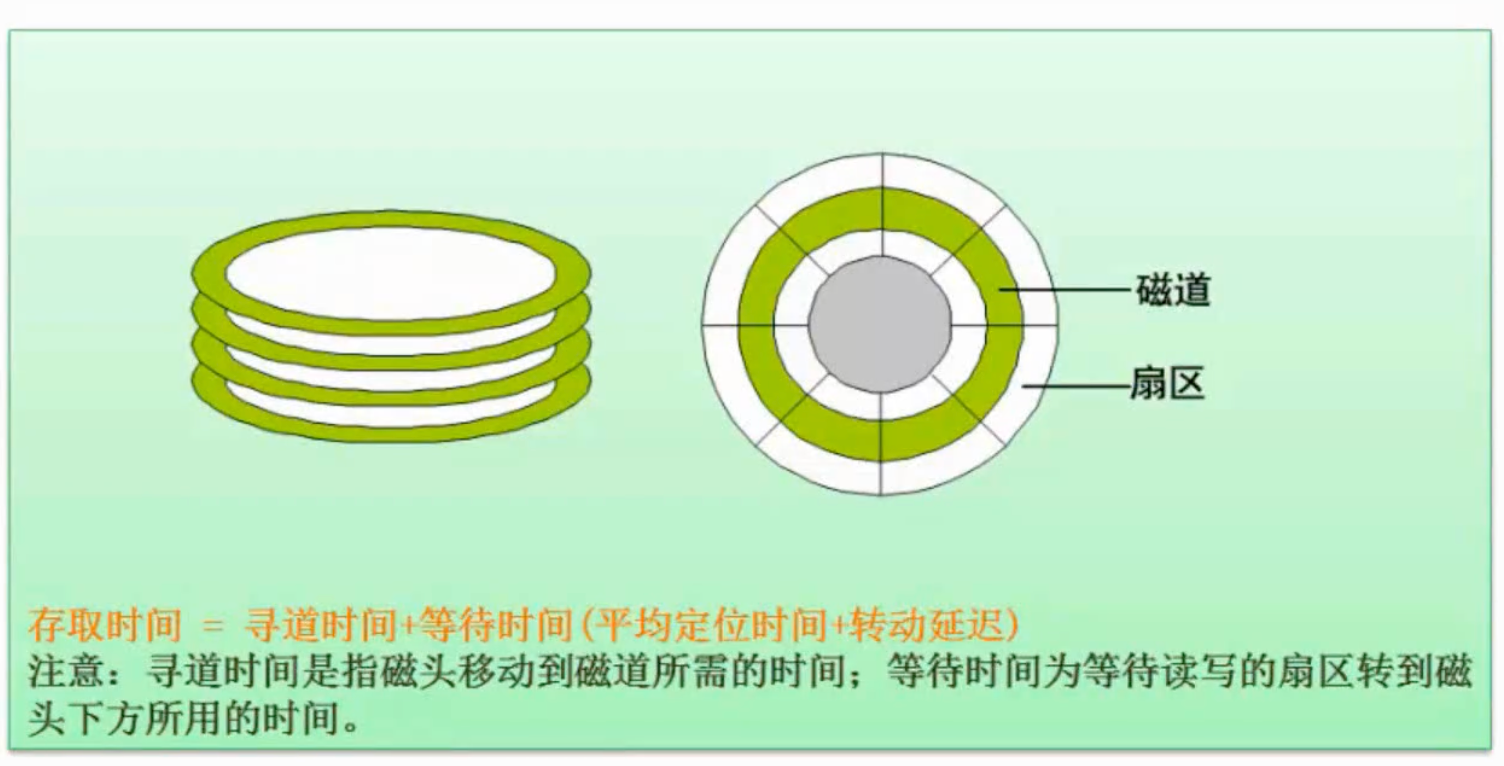 磁道
扇区
存取时间 = 寻道时间+等待时间(平均定位时间+转动延迟)
注意：寻道时间是指磁头移动到磁道所需的时间；等待时间为等待读写的扇区转到磁
头下方所用的时间。